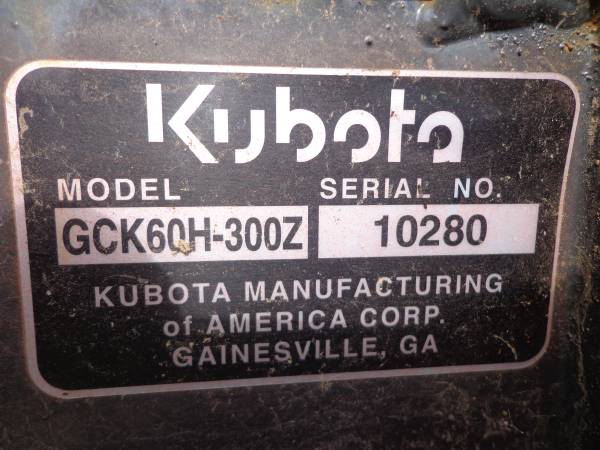 Kubota
MODEL SERIAL NO.
GCK60H-300Z 10280
KUBOTA MANUFACTURING
of AMERICA CORP.
GAINESVILLE, GA